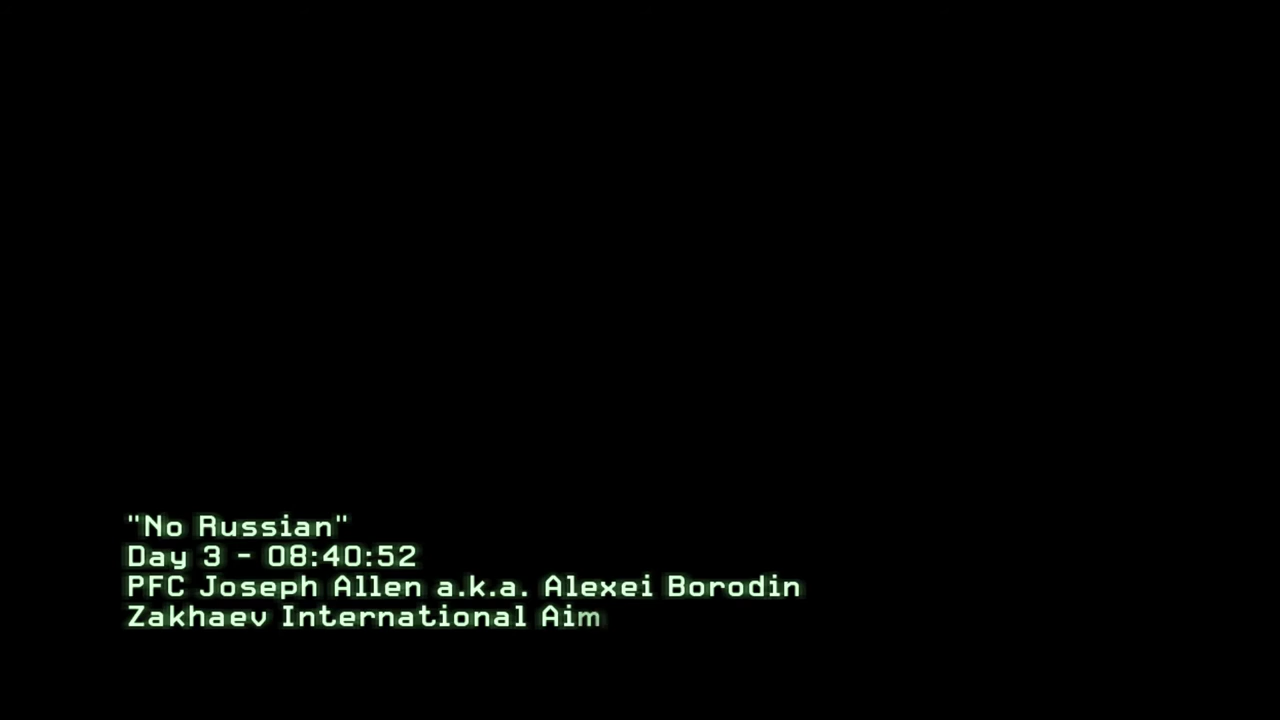 "No Russian"
Day 3 - 08:40:52
PFC Joseph Allen a.k.a. Alexei Borodin
Zakhaev International Aim